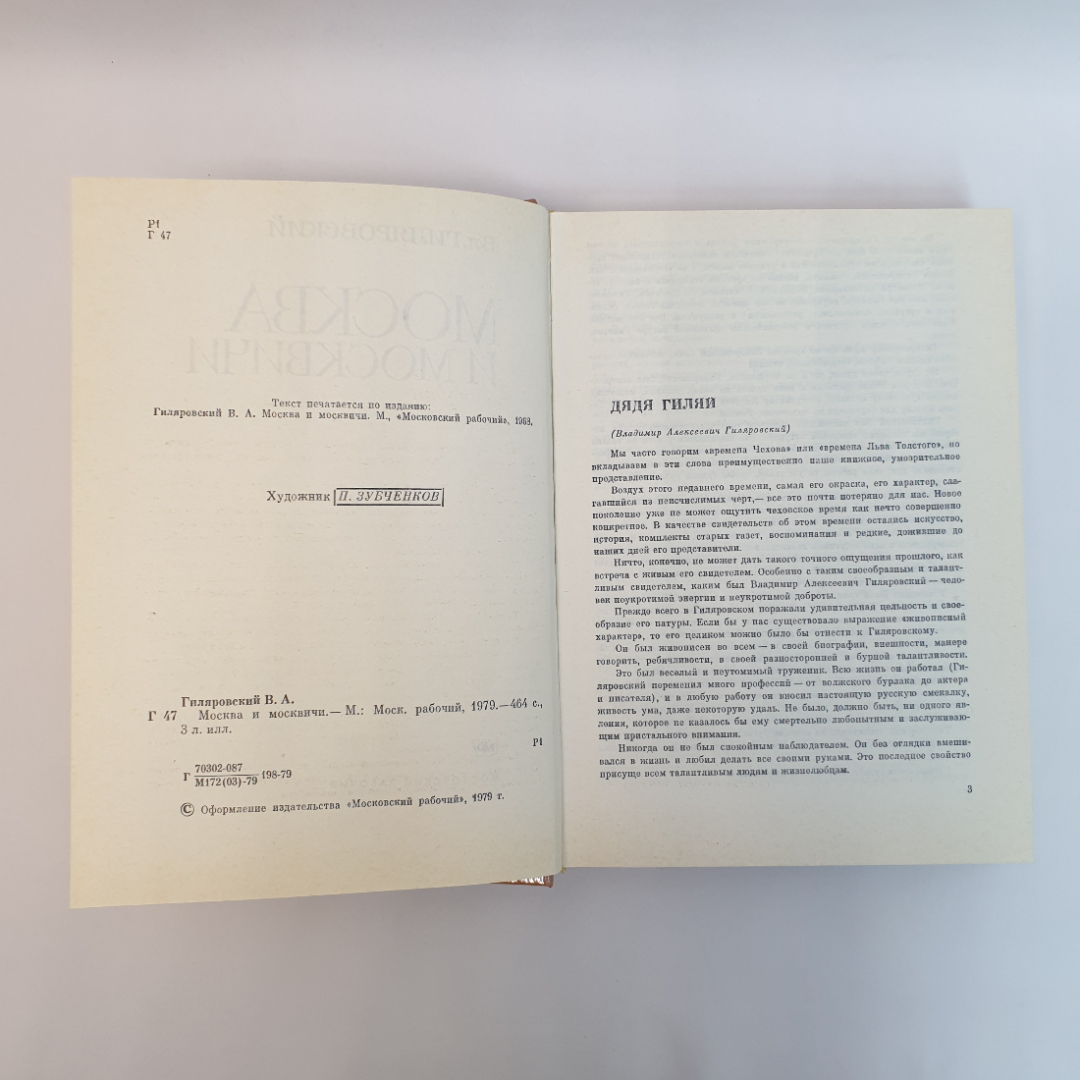 Р1
Г 47
Вл. ГИЛЯРОВСКИЙ
МОСКВА
И МОСКВИЧИ
Текст печатается по изданию:
Гиляровский В. А. Москва и москвичи. М., «Московский рабочий», 1968.
Художник П. ЗУБЧЕНКОВ
Гиляровский В. А.
Г 47 Москва и москвичи. — М.: Моск. рабочий, 1979.—464 с.,
3 л. илл.
Р1
Г 70302-087
М172(03)-79 198-79
© Оформление издательства «Московский рабочий», 1979 г.
ДЯДЯ ГИЛЯЙ
(Владимир Алексеевич Гиляровский)
Мы часто говорим «времена Чехова» или «времена Льва Толстого», но
вкладываем в эти слова преимущественно наше книжное, умозрительное
представление.
Воздух этого недавнего времени, самая его окраска, его характер, сла-
гавшийся из неисчислимых черт,— все это почти потеряно для нас. Новое
поколение уже не может ощутить чеховское время как нечто совершенно
конкретное. В качестве свидетельств об этом времени остались искусство,
история, комплекты старых газет, воспоминания и редкие, дожившие до
наших дней его представители.
Ничто, конечно, не может дать такого точного ощущения прошлого, как
встреча с живым его свидетелем. Особенно с таким своеобразным и талант-
ливым свидетелем, каким был Владимир Алексеевич Гиляровский — чело-
век неукротимой энергии и неукротимой доброты.
Прежде всего в Гиляровском поражали удивительная цельность и свое-
образие его натуры. Если бы у нас существовало выражение «живописный
характер», то его целиком можно было бы отнести к Гиляровскому.
Он был живописен во всем — в своей биографии, внешности, манере
говорить, ребячливости, в своей разносторонней и бурной талантливости.
Это был веселый и неутомимый труженик. Всю жизнь он работал (Ги-
ляровский переменил много профессий — от волжского бурлака до актера
и писателя), и в любую работу он вносил настоящую русскую смекалку,
живость ума, даже некоторую удаль. Не было, должно быть, ни одного яв-
ления, которое не казалось бы ему смертельно любопытным и заслуживаю-
щим пристального внимания.
Никогда он не был спокойным наблюдателем. Он без оглядки вмеши-
вался в жизнь и любил делать все своими руками. Это последнее свойство
присуще всем талантливым людям и жизнелюбцам.
3